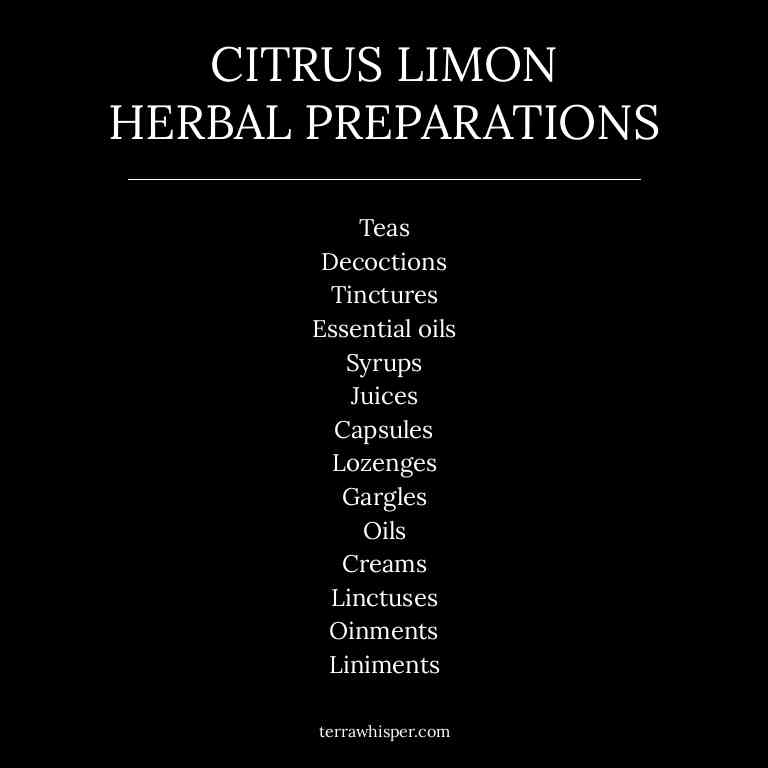 CITRUS LIMON
HERBAL PREPARATIONS
Teas
Decoctions
Tinctures
Essential oils
Syrups
Juices
Capsules
Lozenges
Gargles
Oils
Creams
Linctuses
Oinments
Liniments
terrawhisper.com